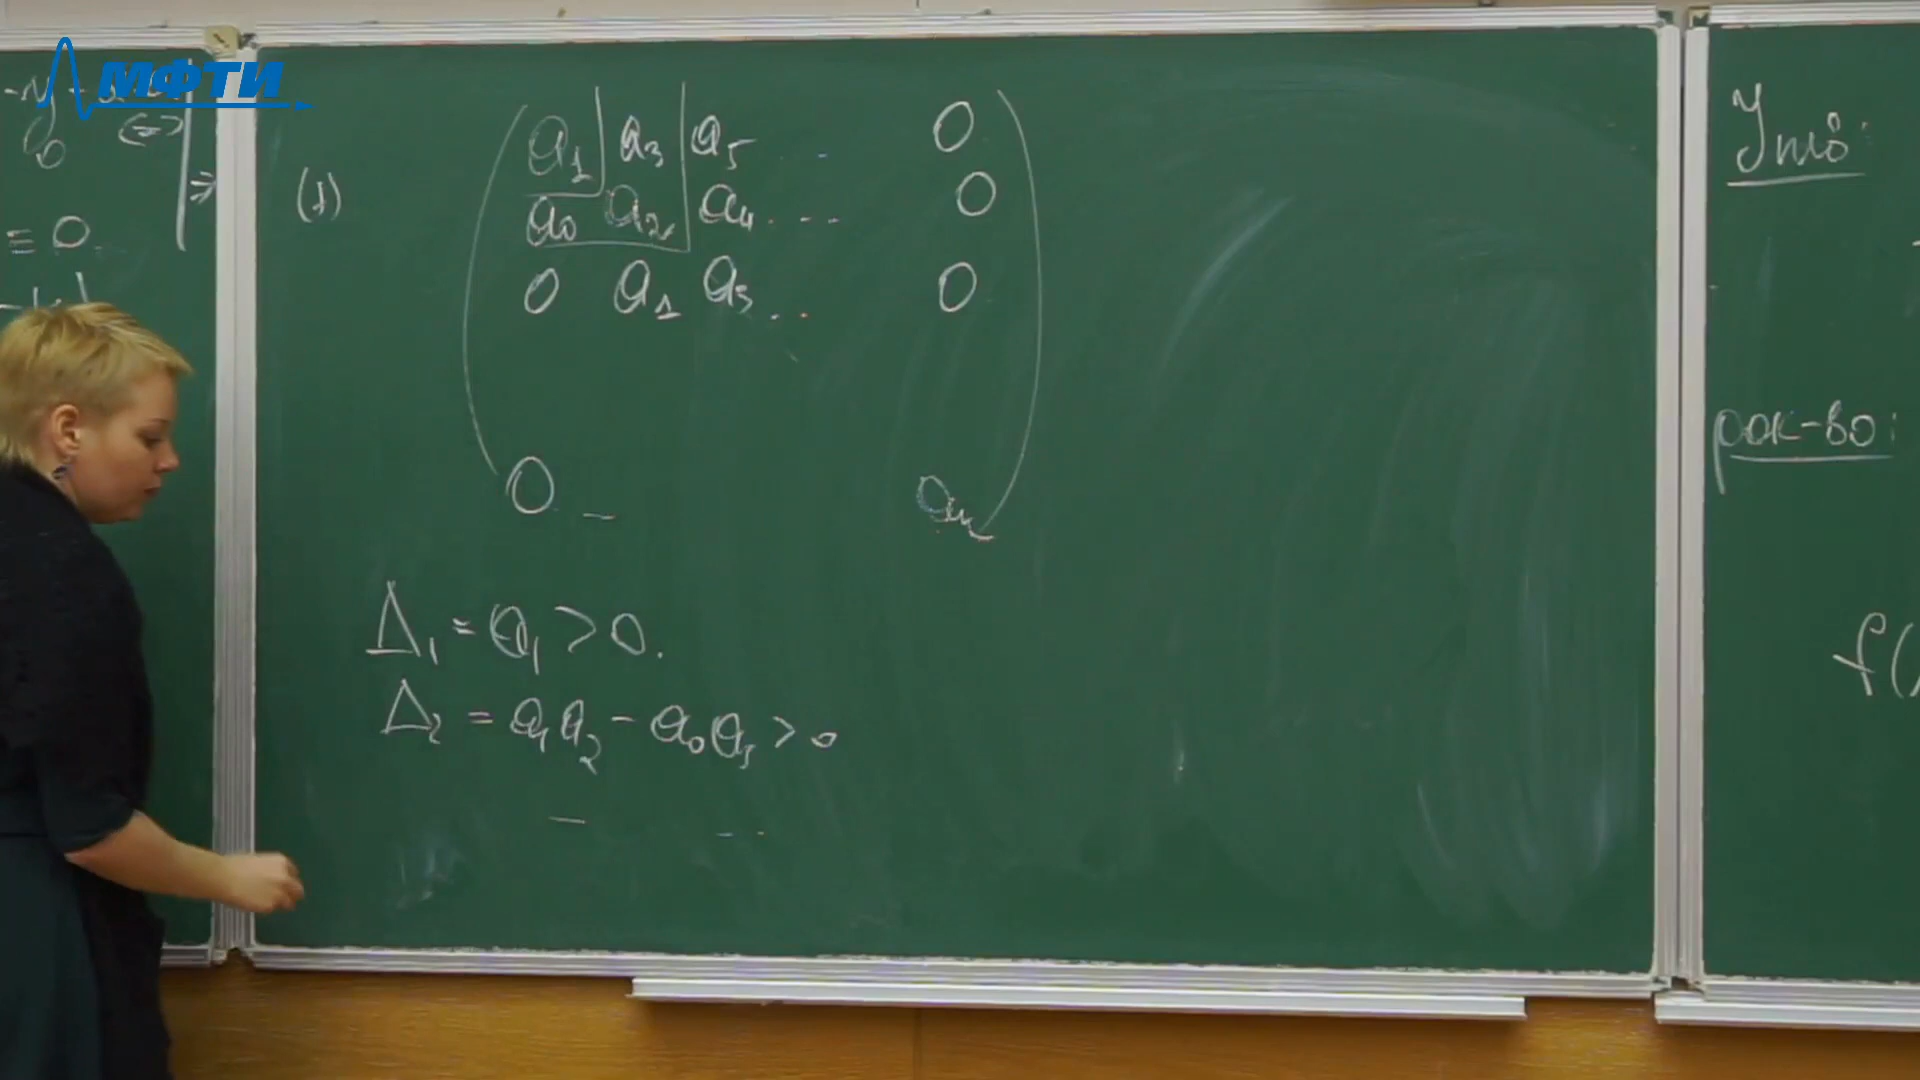 МФТИ
≡ 0
(1)
a₁ a₃ a₅ ... 0
a₀ a₂ a₄ ... 0
0 a₁ a₃ ... 0
0 – aₙ
Δ₁ = a₁ > 0.
Δ₂ = a₁a₂ – a₀a₃ > 0
– – .
Утв:
док-во:
f(